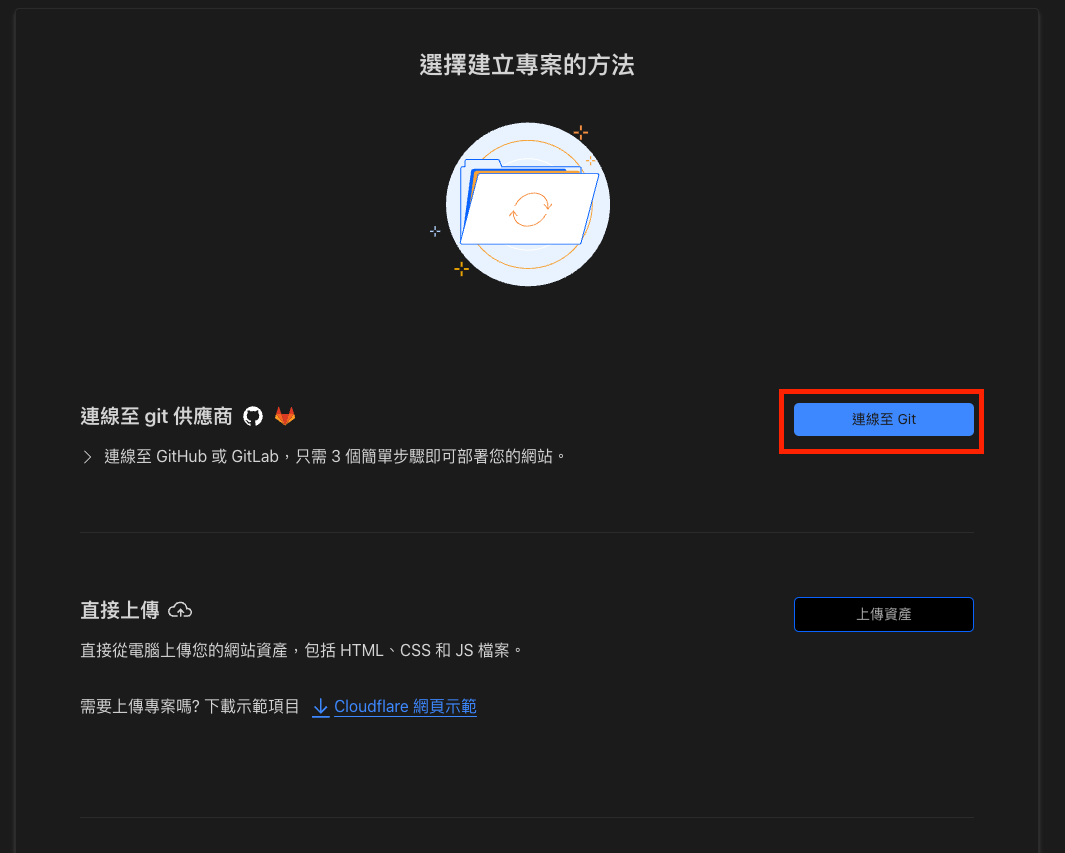 選擇建立專案的方法
連線至 git 供應商
連線至 Git
連線至 GitHub 或 GitLab，只需 3 個簡單步驟即可部署您的網站。
直接上傳
上傳資產
直接從電腦上傳您的網站資產，包括 HTML、CSS 和 JS 檔案。
需要上傳專案嗎? 下載示範項目 Cloudflare 網頁示範